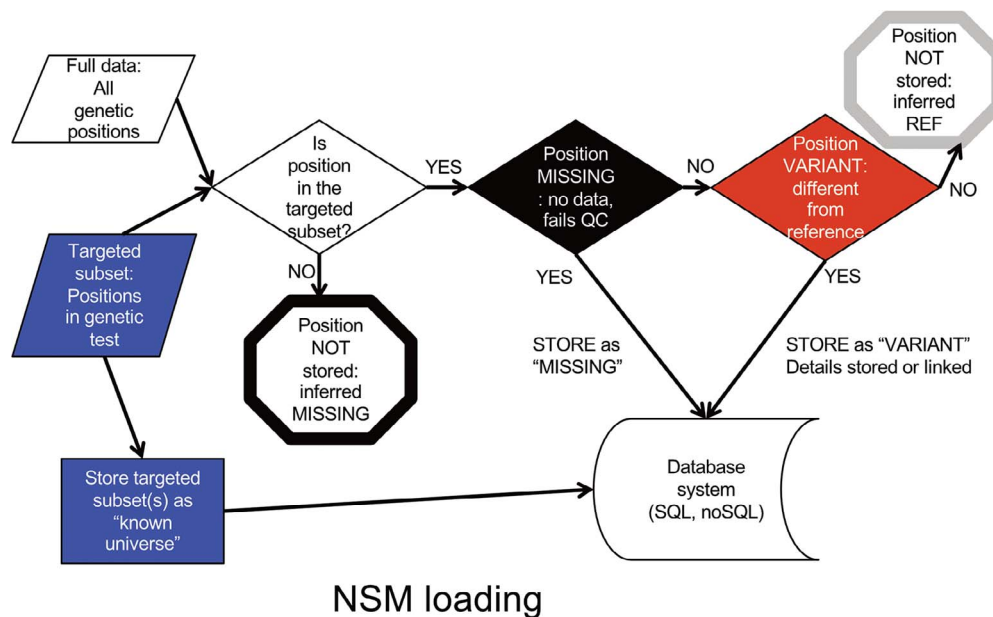 Full data:
All
genetic
positions
Is
position
in the
targeted
subset?
YES
Position
MISSING
: no data,
fails QC
NO
Position
VARIANT:
different
from
reference
NO
Position
NOT
stored:
inferred
REF
Targeted
subset:
Positions
in genetic
test
NO
Position
NOT
stored:
inferred
MISSING
YES
STORE as
“MISSING”
YES
STORE as “VARIANT”
Details stored or linked
Store targeted
subset(s) as
“known
universe”
Database
system
(SQL, noSQL)
NSM loading